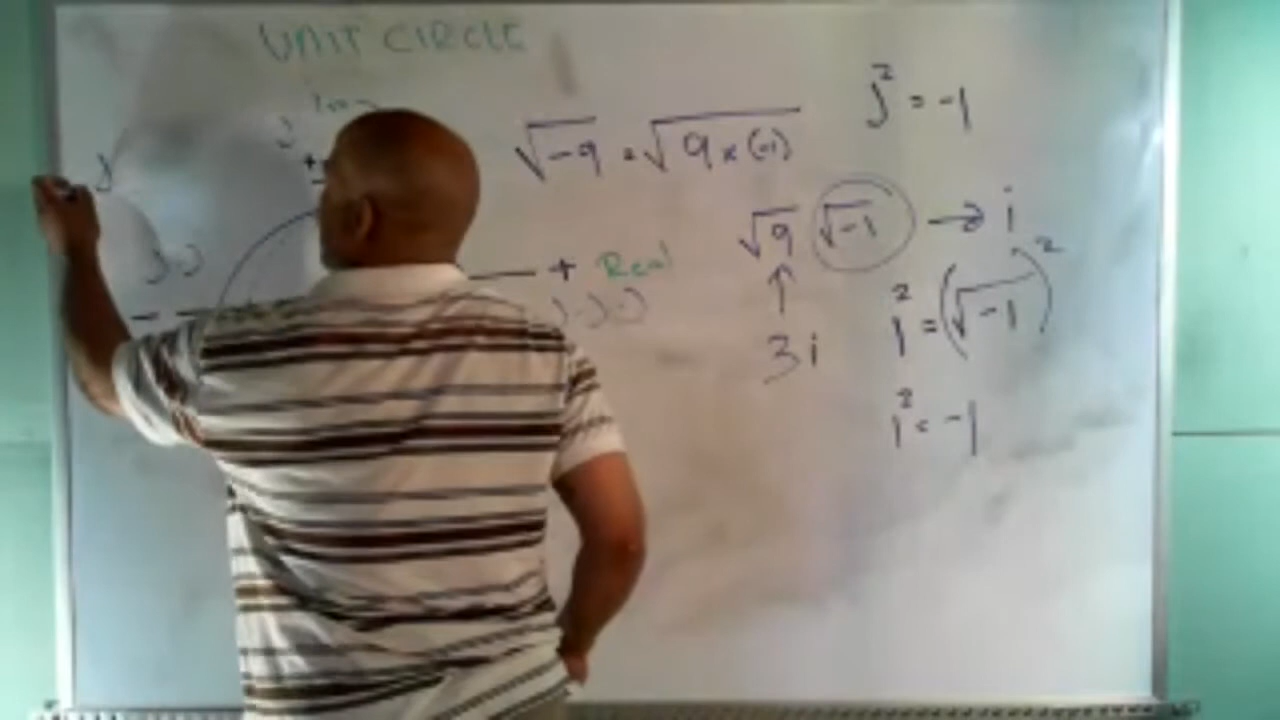 UNIT CIRCLE
j² = -1
√-9 = √9 x (-1)
√9 √-1 → i
+ Real
i² = (√-1)²
3i
i² = -1